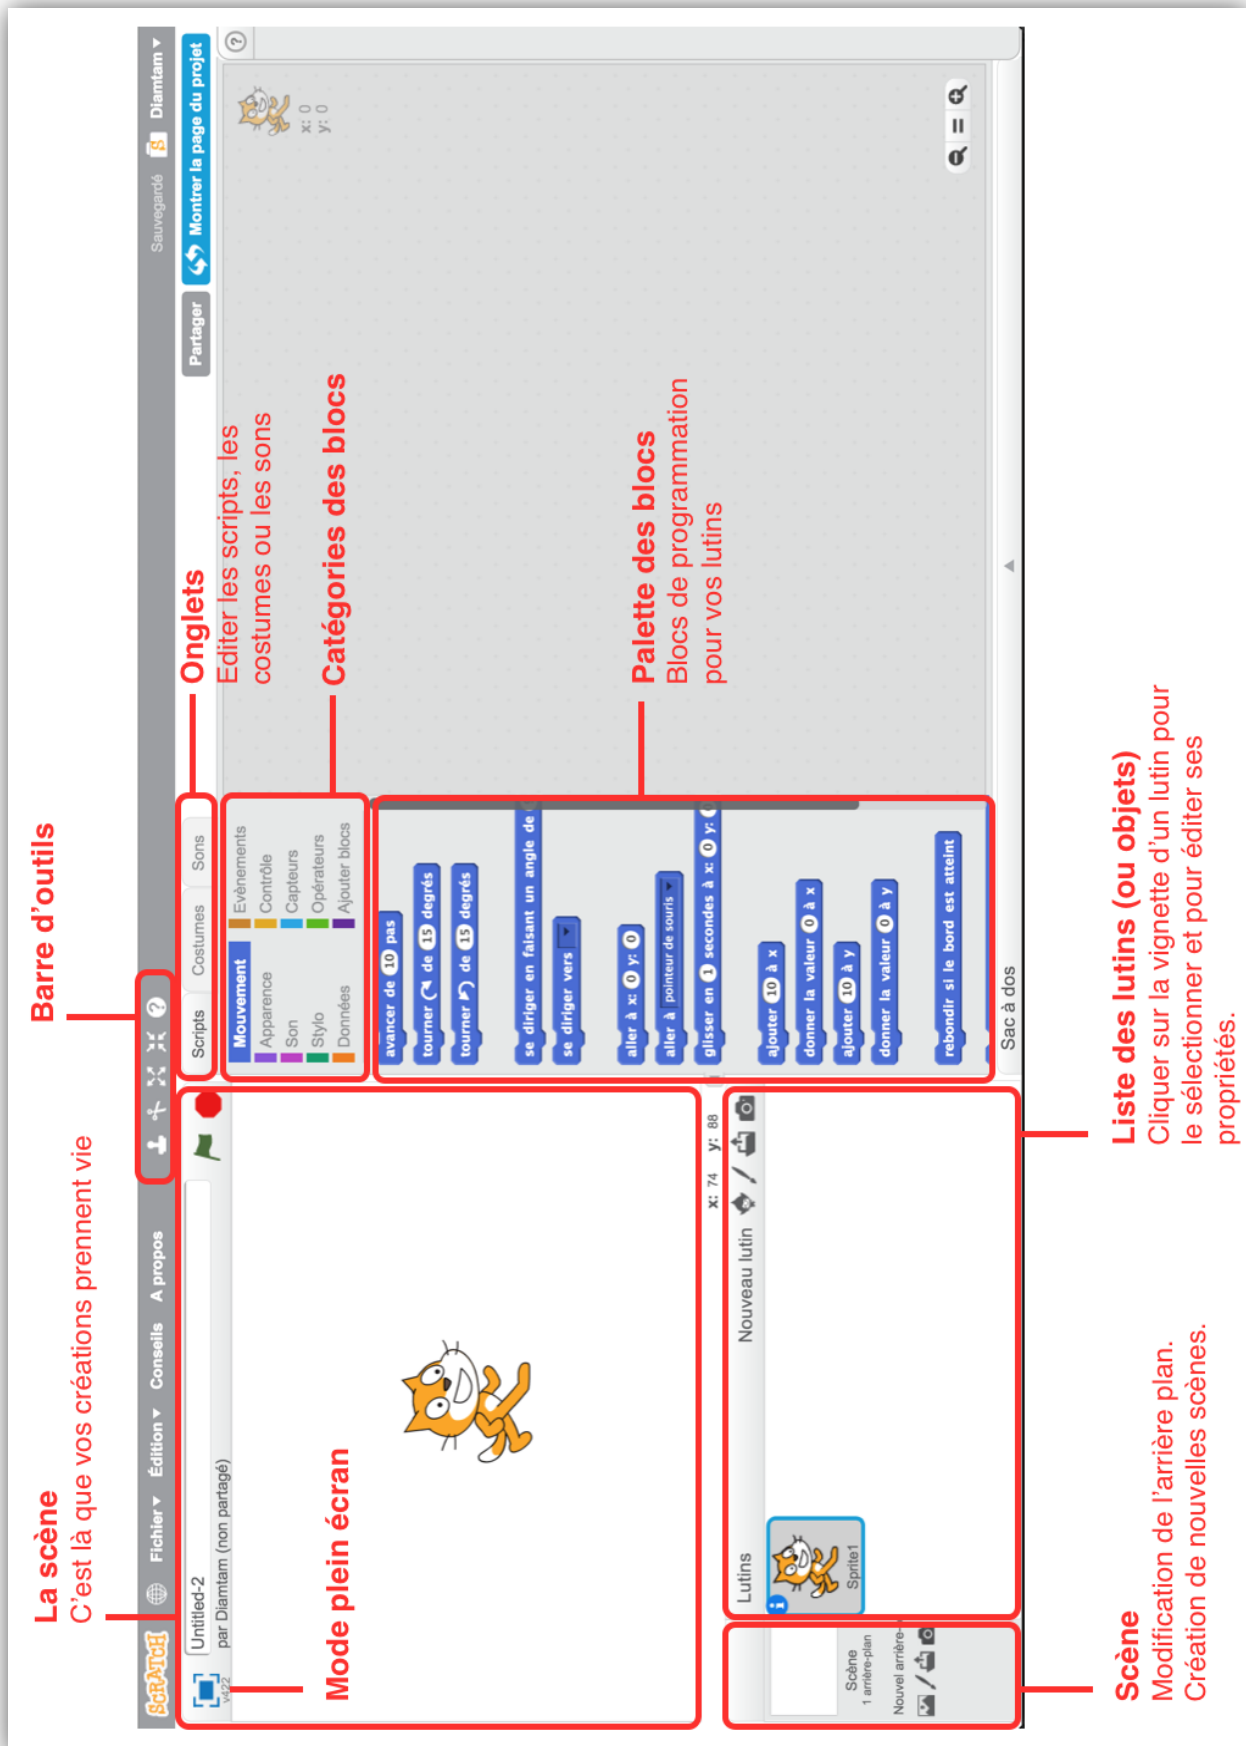 La scène
C'est là que vos créations prennent vie
Barre d'outils
SCRATCH
Fichier
Édition
Conseils
A propos
Sauvegardé
Diamtam
Untitled-2
par Diamtam (non partagé)
v422
Scripts
Costumes
Sons
Onglets
Editer les scripts, les
costumes ou les sons
Partager
Montrer la page du projet
Mouvement
Evènements
Apparence
Contrôle
Son
Capteurs
Stylo
Opérateurs
Données
Ajouter blocs
Catégories des blocs
x: 0
y: 0
Mode plein écran
avancer de 10 pas
tourner de 15 degrés
tourner de 15 degrés
se diriger en faisant un angle de
se diriger vers
aller à x: 0 y: 0
aller à pointeur de souris
glisser en 1 secondes à x: 0 y: 0
ajouter 10 à x
donner la valeur 0 à x
ajouter 10 à y
donner la valeur 0 à y
rebondir si le bord est atteint
Palette des blocs
Blocs de programmation
pour vos lutins
x: 74 y: 88
Lutins
Nouveau lutin
Sprite1
Scène
1 arrière-plan
Nouvel arrière-
Sac à dos
Scène
Modification de l'arrière plan.
Création de nouvelles scènes.
Liste des lutins (ou objets)
Cliquer sur la vignette d'un lutin pour
le sélectionner et pour éditer ses
propriétés.